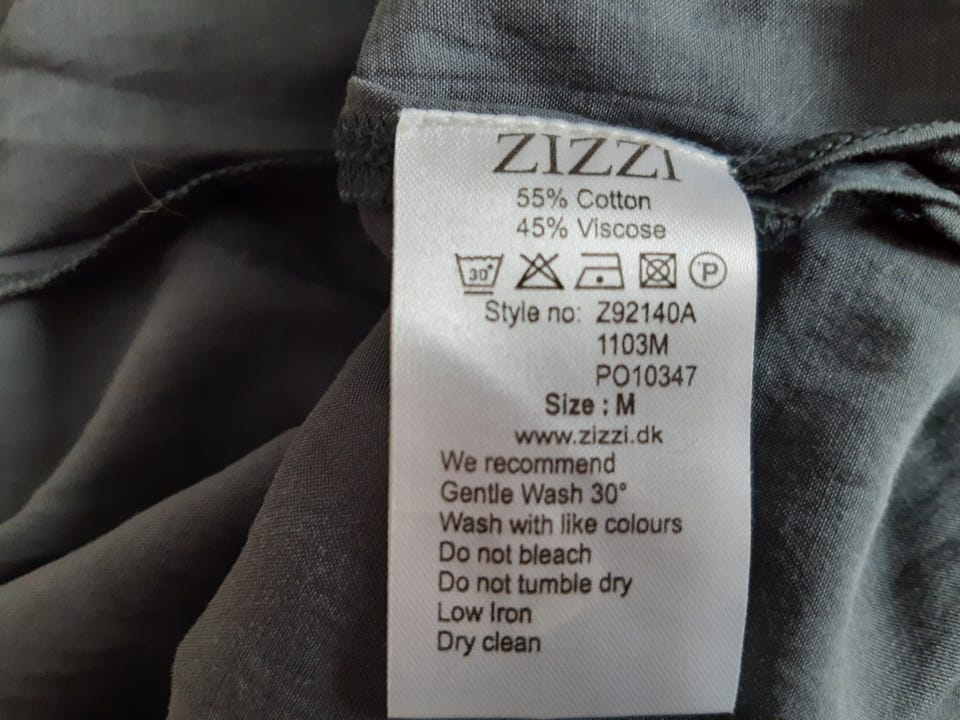 ZIZZI
55% Cotton
45% Viscose
30° P
Style no: Z92140A
1103M
PO10347
Size : M
www.zizzi.dk
We recommend
Gentle Wash 30°
Wash with like colours
Do not bleach
Do not tumble dry
Low Iron
Dry clean